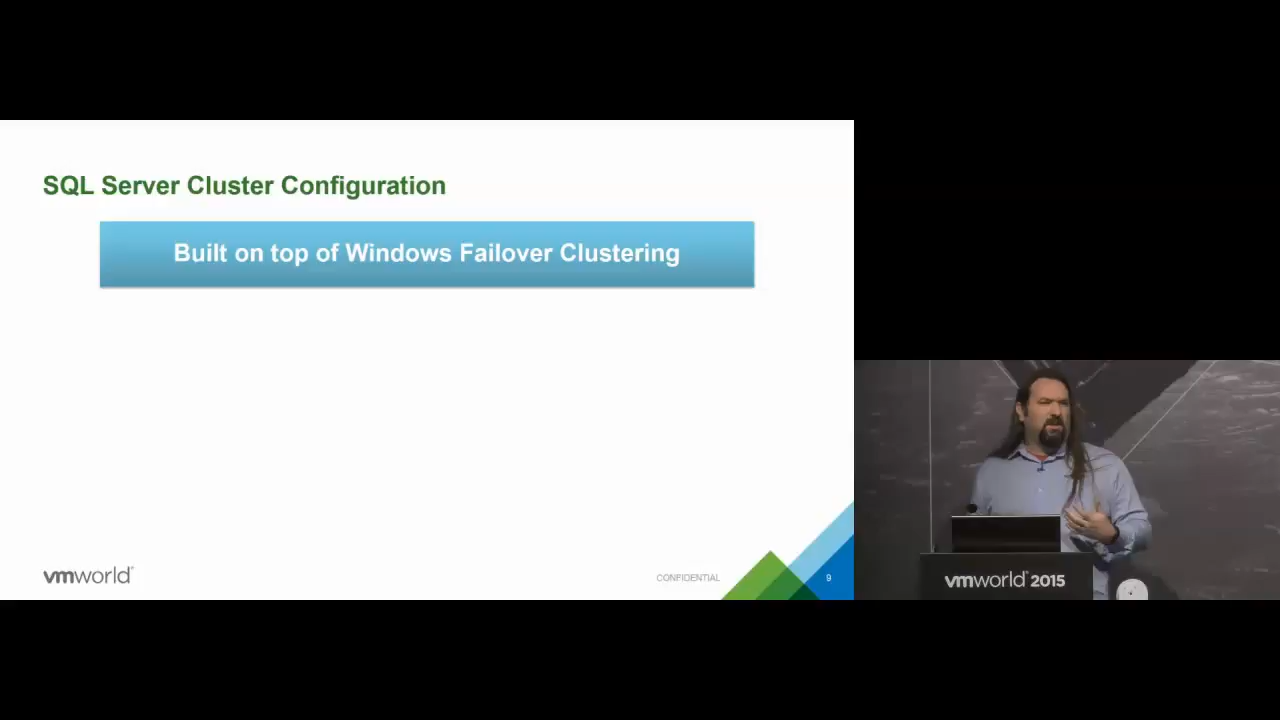 SQL Server Cluster Configuration
Built on top of Windows Failover Clustering
vmworld
CONFIDENTIAL
9
vmworld 2015